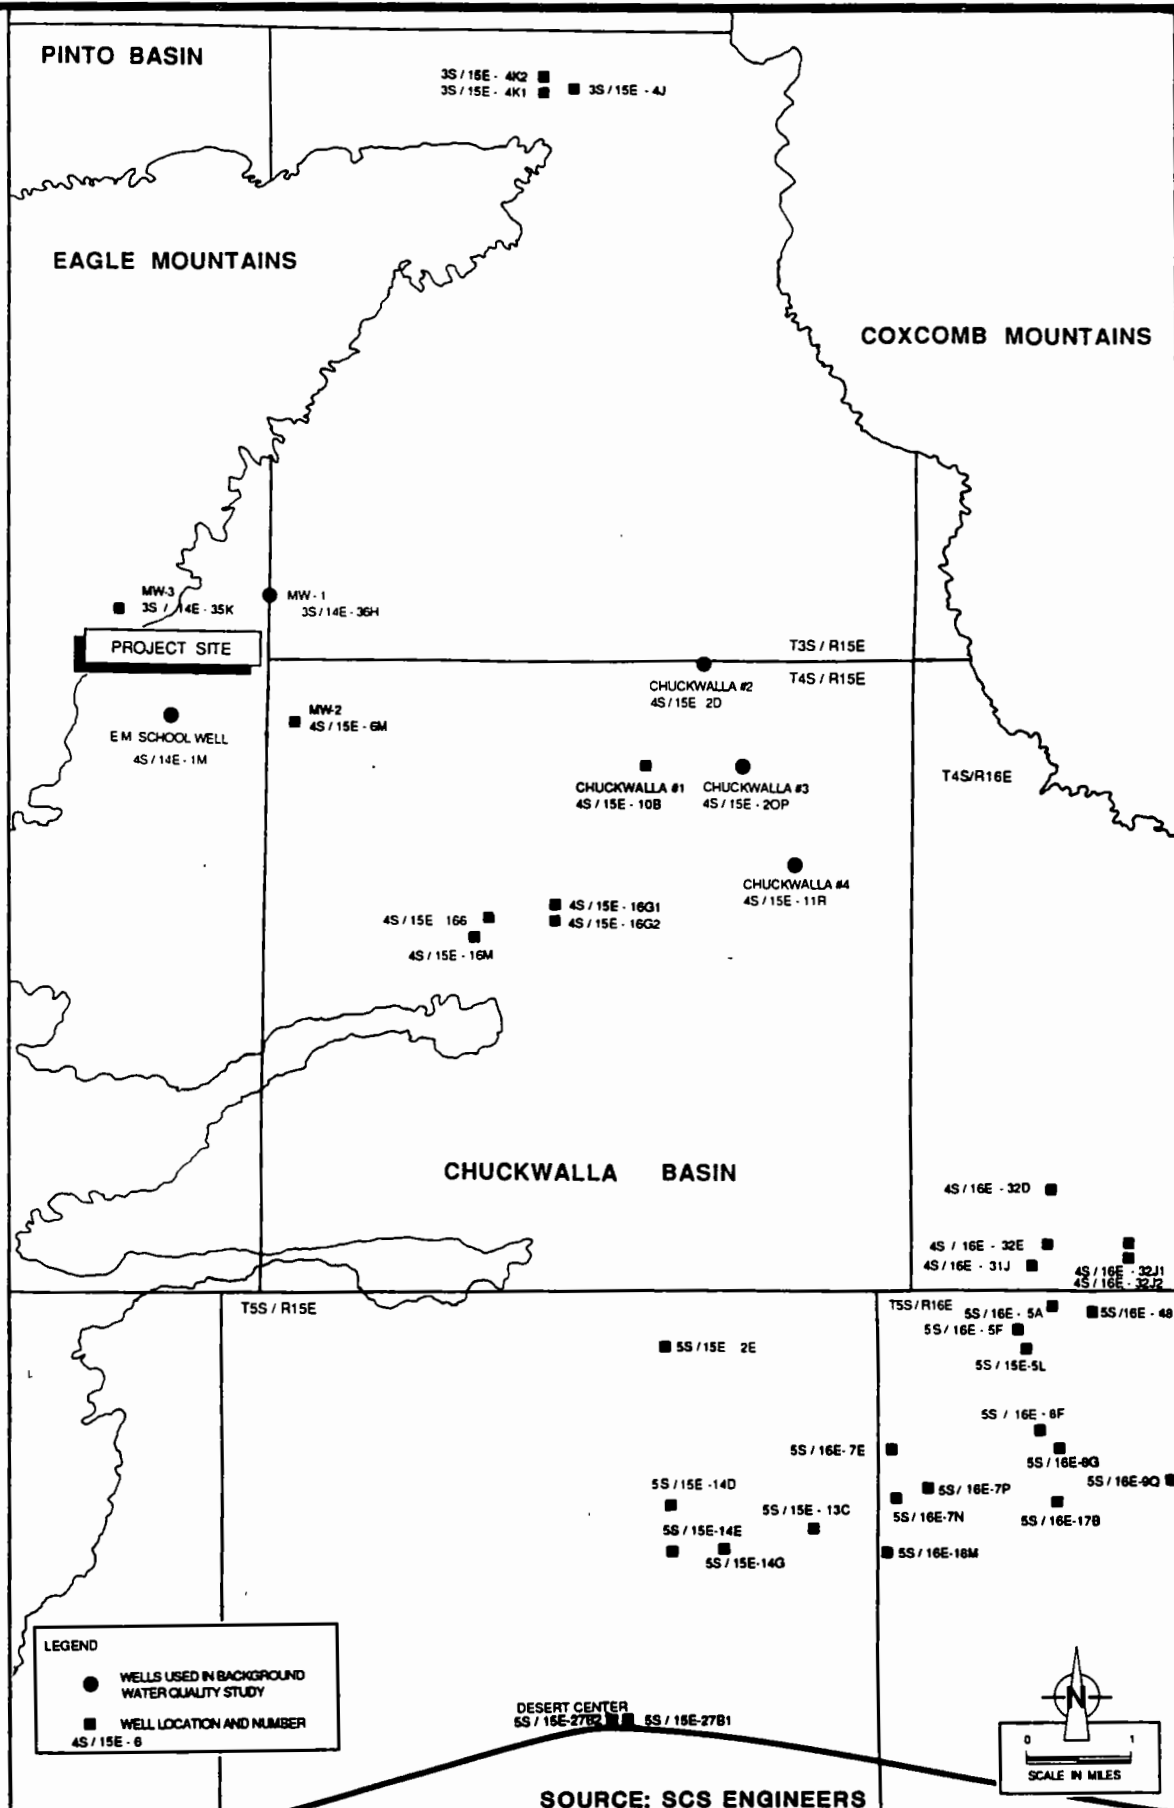 PINTO BASIN
3S / 15E - 4K2
3S / 15E - 4K1
3S / 15E - 4J
EAGLE MOUNTAINS
COXCOMB MOUNTAINS
MW-3
3S / 14E - 35K
MW - 1
3S / 14E - 36H
PROJECT SITE
T3S / R15E
T4S / R15E
CHUCKWALLA #2
4S / 15E 2D
MW-2
4S / 15E - 6M
E M SCHOOL WELL
4S / 14E - 1M
T4S/R16E
CHUCKWALLA #1
4S / 15E - 10B
CHUCKWALLA #3
4S / 15E - 2OP
CHUCKWALLA #4
4S / 15E - 11R
4S / 15E - 16G1
4S / 15E 166
4S / 15E - 16G2
4S / 15E - 16M
CHUCKWALLA BASIN
4S / 16E - 32D
4S / 16E - 32E
4S / 16E - 31J
4S / 16E - 32J1
4S / 16E - 32J2
T5S / R15E
T5S / R16E
5S / 16E - 5A
5S / 16E - 48
5S / 16E - 5F
5S / 15E 2E
5S / 15E-5L
5S / 16E - 8F
5S / 16E - 7E
5S / 16E-8G
5S / 16E-9Q
5S / 15E -14D
5S / 16E-7P
5S / 15E - 13C
5S / 16E-7N
5S / 16E-17B
5S / 15E-14E
5S / 15E-14G
5S / 16E-18M
LEGEND
WELLS USED IN BACKGROUND
WATER QUALITY STUDY
WELL LOCATION AND NUMBER
4S / 15E - 6
DESERT CENTER
5S / 15E-27B2
5S / 15E-27B1
N
0 1
SCALE IN MILES
SOURCE: SCS ENGINEERS